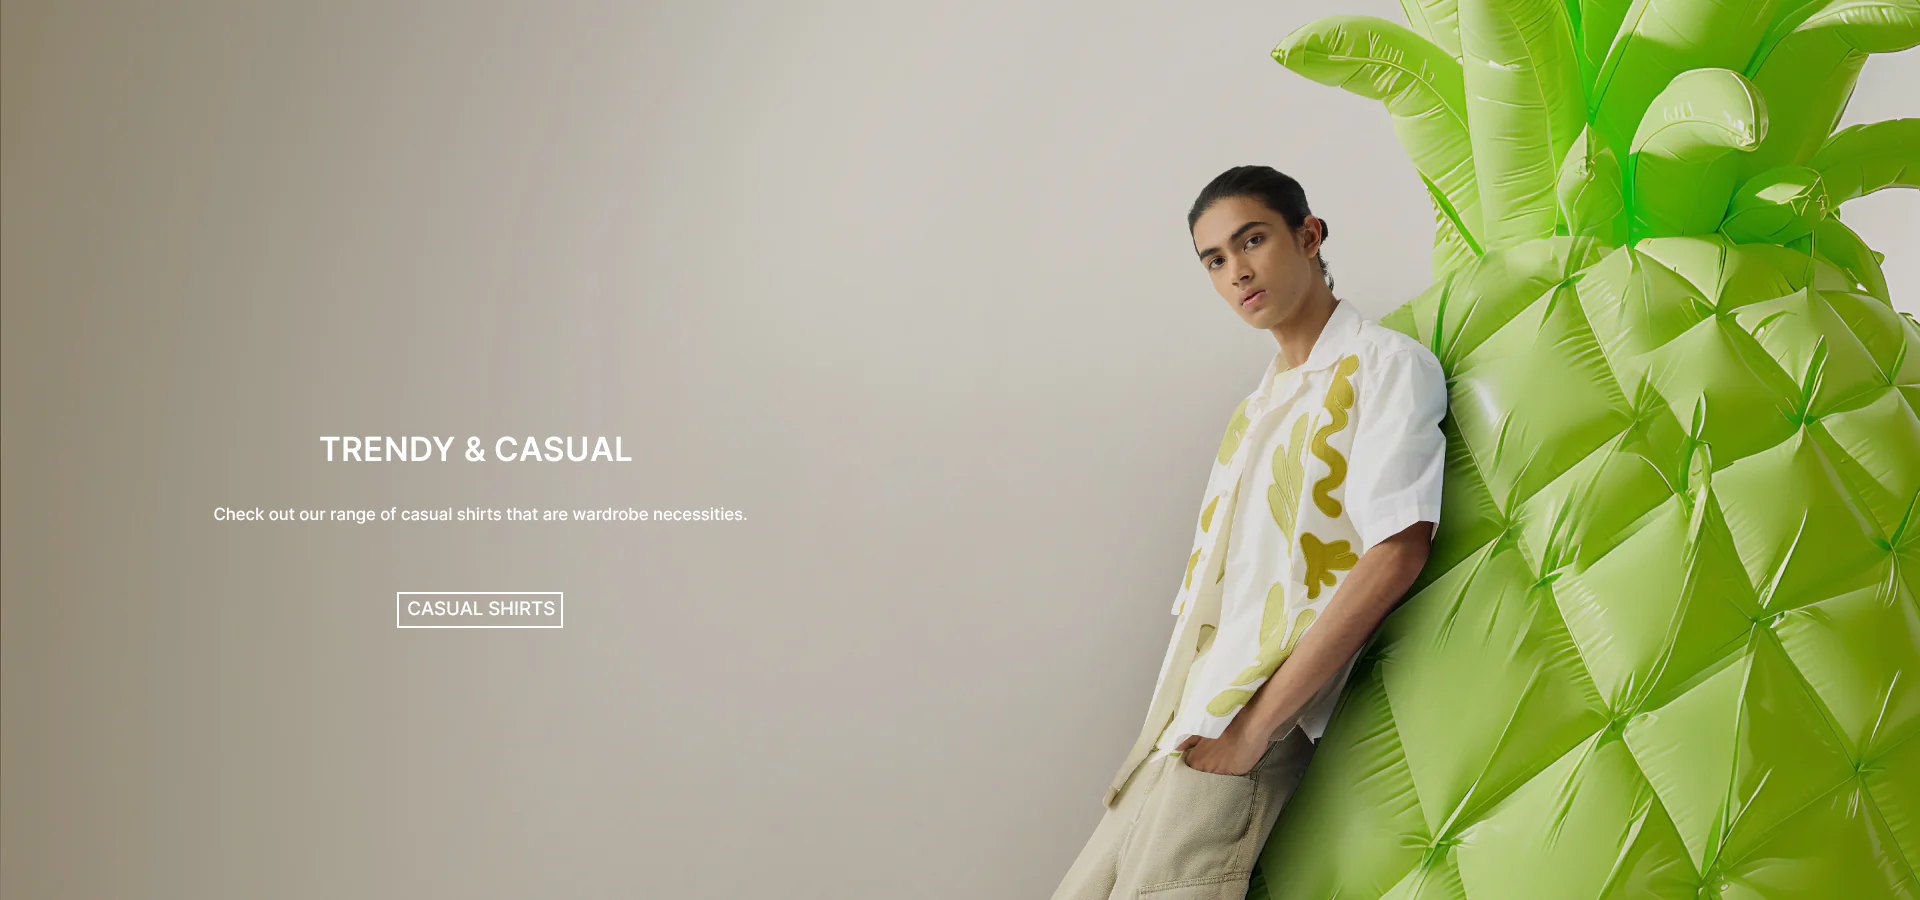 TRENDY & CASUAL
Check out our range of casual shirts that are wardrobe necessities.
CASUAL SHIRTS